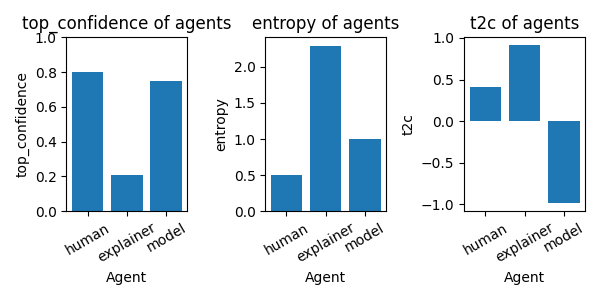 top_confidence of agents
1.0
0.8
0.6
0.4
0.2
0.0
top_confidence
human
explainer
model
Agent
entropy of agents
2.0
1.5
1.0
0.5
0.0
entropy
human
explainer
model
Agent
t2c of agents
1.0
0.5
0.0
−0.5
−1.0
t2c
human
explainer
model
Agent